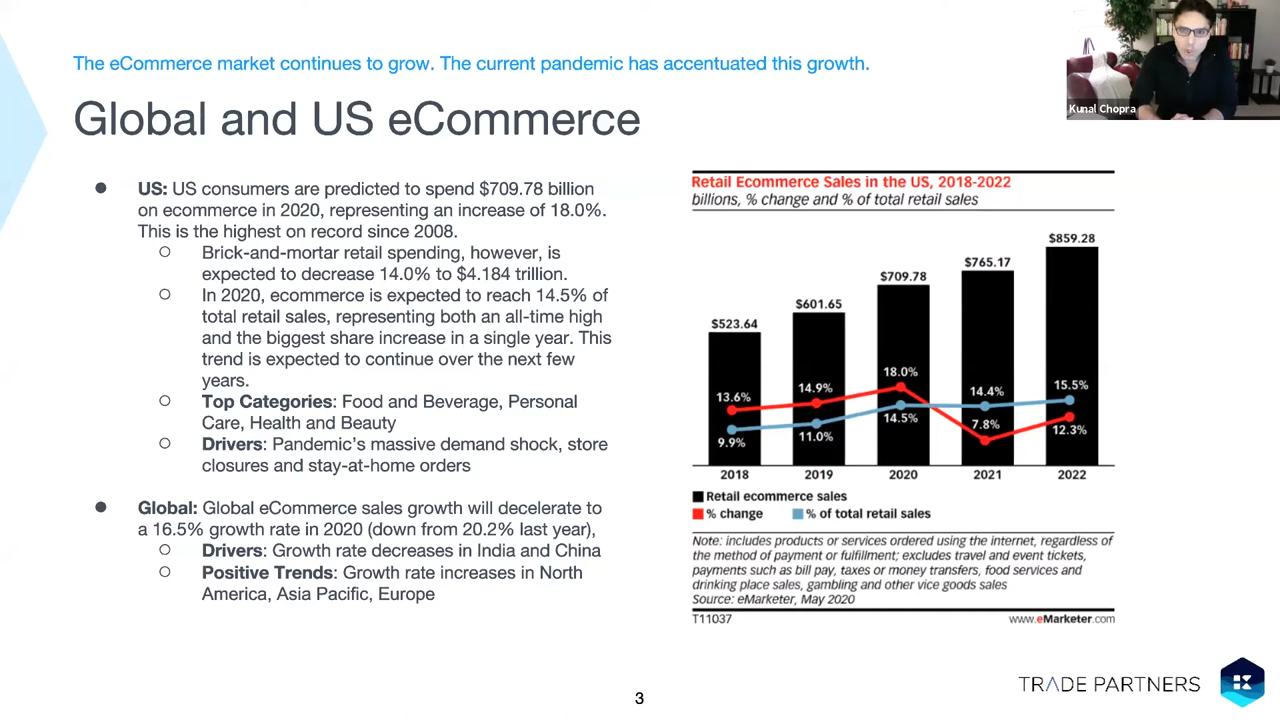 The eCommerce market continues to grow. The current pandemic has accentuated this growth.
Kunal Chopra
Global and US eCommerce
● US: US consumers are predicted to spend $709.78 billion
on ecommerce in 2020, representing an increase of 18.0%.
This is the highest on record since 2008.
○ Brick-and-mortar retail spending, however, is
expected to decrease 14.0% to $4.184 trillion.
○ In 2020, ecommerce is expected to reach 14.5% of
total retail sales, representing both an all-time high
and the biggest share increase in a single year. This
trend is expected to continue over the next few
years.
○ Top Categories: Food and Beverage, Personal
Care, Health and Beauty
○ Drivers: Pandemic's massive demand shock, store
closures and stay-at-home orders
● Global: Global eCommerce sales growth will decelerate to
a 16.5% growth rate in 2020 (down from 20.2% last year),
○ Drivers: Growth rate decreases in India and China
○ Positive Trends: Growth rate increases in North
America, Asia Pacific, Europe
Retail Ecommerce Sales in the US, 2018-2022
billions, % change and % of total retail sales
$859.28
$765.17
$709.78
$601.65
$523.64
18.0%
13.6% 14.9% 14.4% 15.5%
9.9% 11.0% 14.5% 7.8% 12.3%
2018 2019 2020 2021 2022
Retail ecommerce sales
% change % of total retail sales
Note: includes products or services ordered using the internet, regardless of
the method of payment or fulfillment; excludes travel and event tickets,
payments such as bill pay, taxes or money transfers, food services and
drinking place sales, gambling and other vice goods sales
Source: eMarketer, May 2020
T11037 www.eMarketer.com
TRADE PARTNERS
3